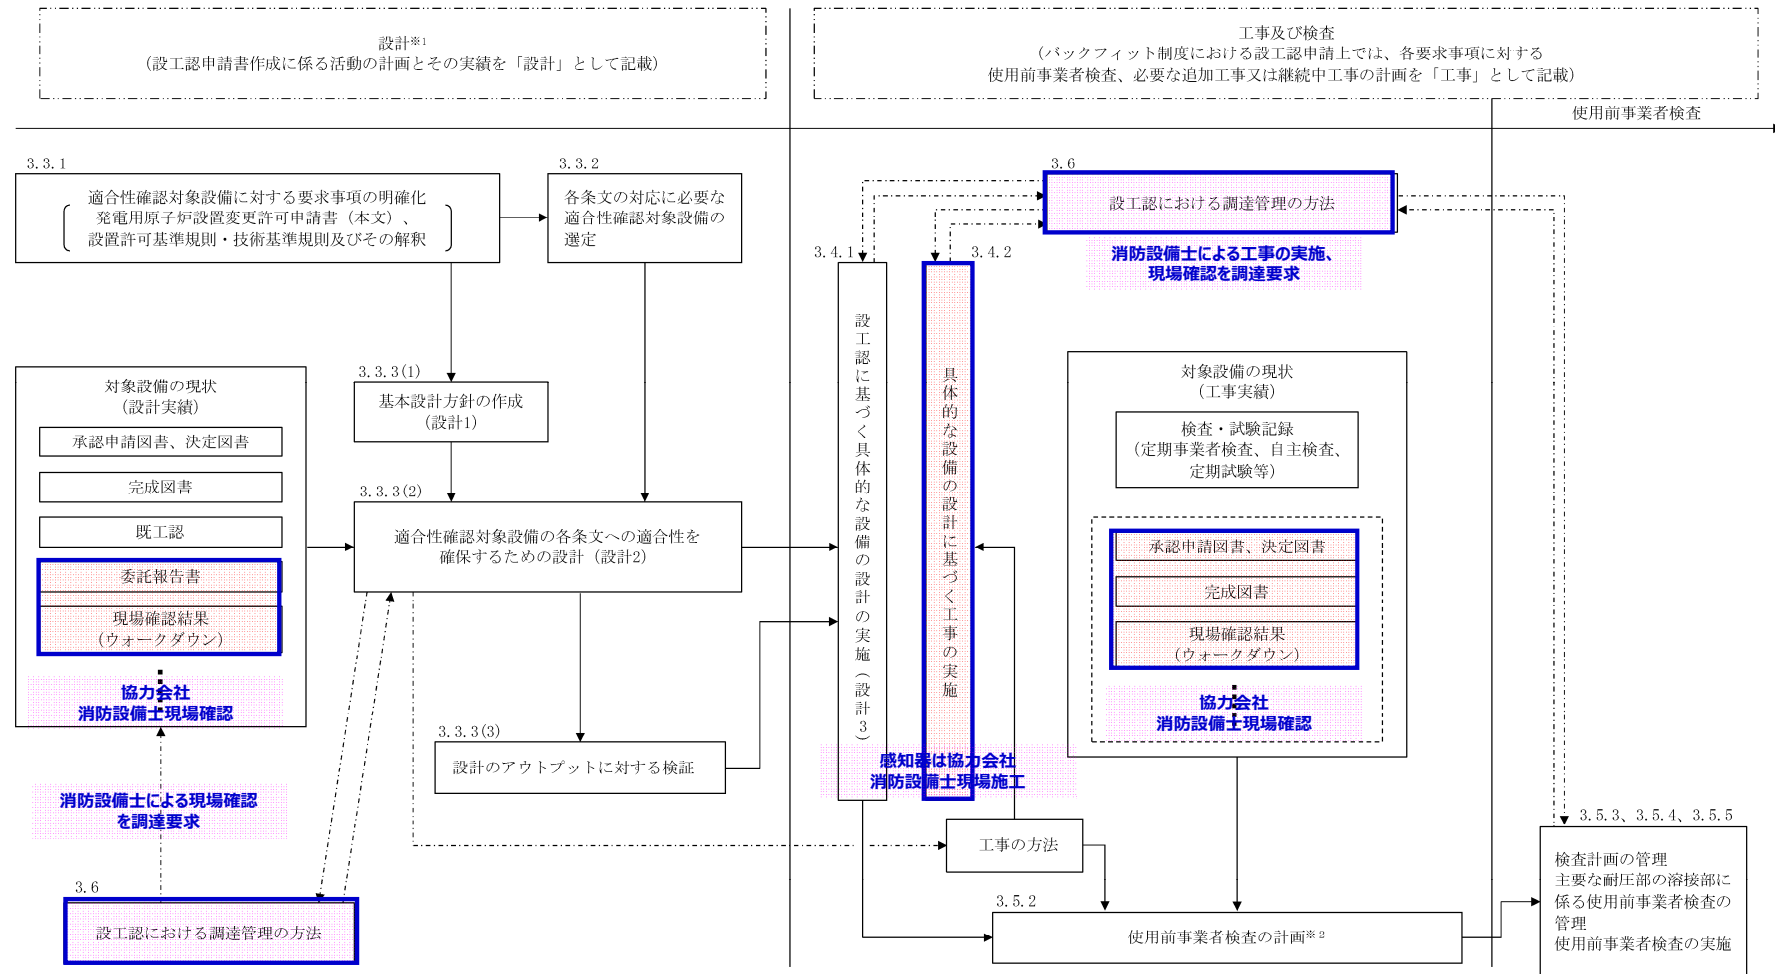 設計※1
(設工認申請書作成に係る活動の計画とその実績を「設計」として記載)
工事及び検査
(バックフィット制度における設工認申請上では、各要求事項に対する
使用前事業者検査、必要な追加工事又は継続中工事の計画を「工事」として記載)
使用前事業者検査
3.3.1
適合性確認対象設備に対する要求事項の明確化
発電用原子炉設置変更許可申請書（本文）、
設置許可基準規則・技術基準規則及びその解釈
3.3.2
各条文の対応に必要な
適合性確認対象設備の
選定
3.6
設工認における調達管理の方法
消防設備士による工事の実施、
現場確認を調達要求
3.4.1
設工認に基づく具体的な設備の設計の実施（設計3）
3.4.2
具体的な設備の設計に基づく工事の実施
感知器は協力会社
消防設備士現場施工
対象設備の現状
(設計実績)
承認申請図書、決定図書
完成図書
既工認
委託報告書
現場確認結果
(ウォークダウン)
協力会社
消防設備士現場確認
3.3.3(1)
基本設計方針の作成
(設計1)
3.3.3(2)
適合性確認対象設備の各条文への適合性を
確保するための設計（設計2）
3.3.3(3)
設計のアウトプットに対する検証
対象設備の現状
(工事実績)
検査・試験記録
(定期事業者検査、自主検査、
定期試験等)
承認申請図書、決定図書
完成図書
現場確認結果
(ウォークダウン)
協力会社
消防設備士現場確認
消防設備士による現場確認
を調達要求
3.6
設工認における調達管理の方法
工事の方法
3.5.2
使用前事業者検査の計画※2
3.5.3、3.5.4、3.5.5
検査計画の管理
主要な耐圧部の溶接部に
係る使用前事業者検査の
管理
使用前事業者検査の実施